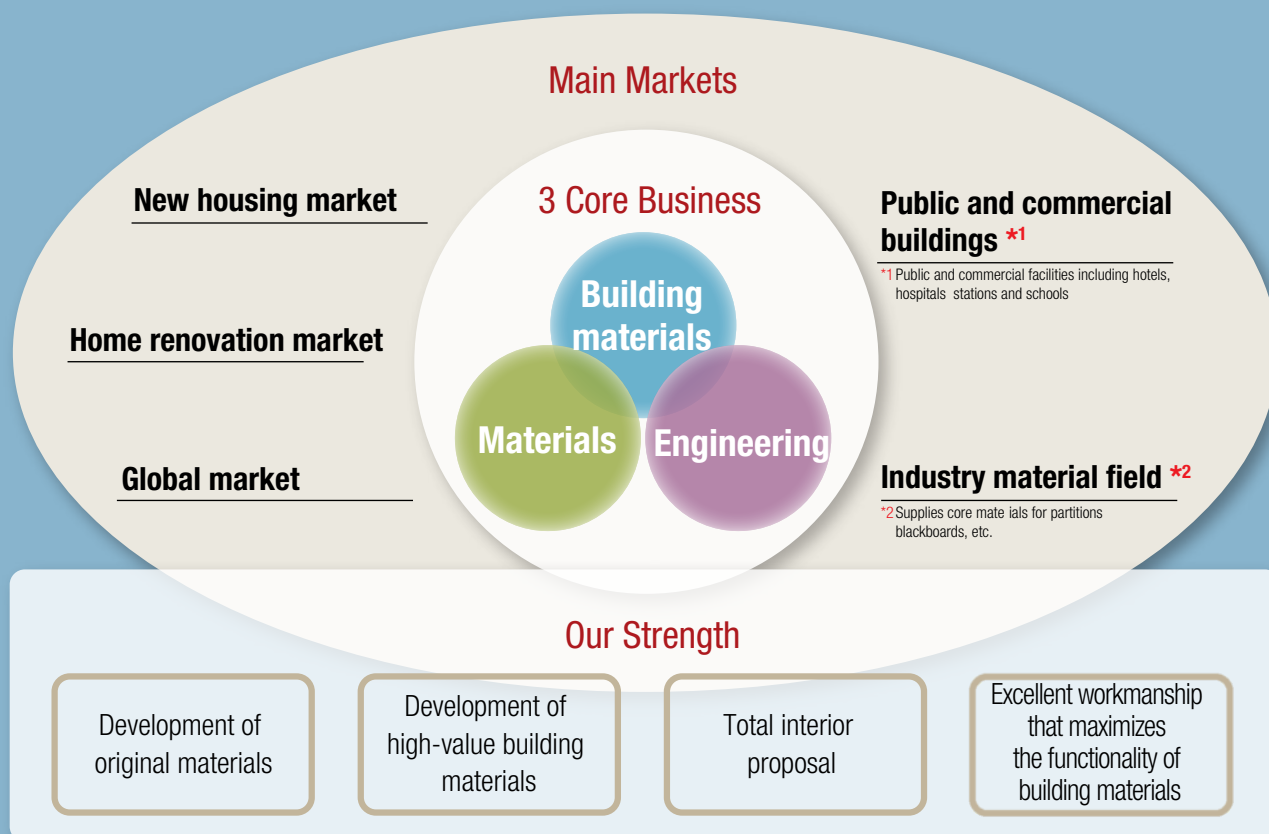 Main Markets
New housing market
Home renovation market
Global market
3 Core Business
Building
materials
Materials
Engineering
Public and commercial
buildings *1
*1 Public and commercial facilities including hotels,
hospitals stations and schools
Industry material field *2
*2 Supplies core mate ials for partitions
blackboards, etc.
Our Strength
Development of
original materials
Development of
high-value building
materials
Total interior
proposal
Excellent workmanship
that maximizes
the functionality of
building materials